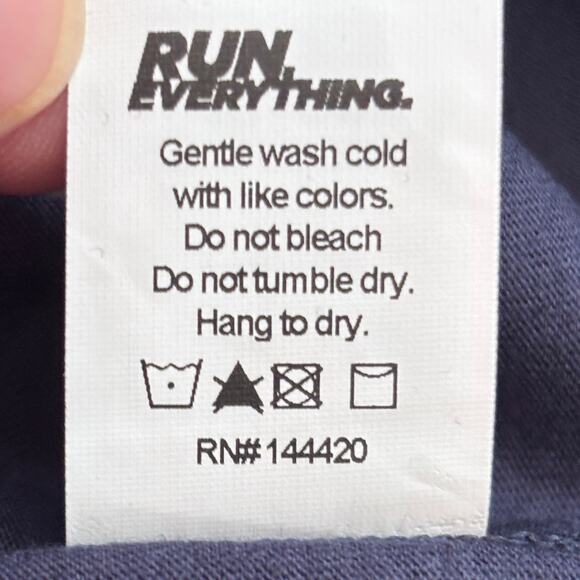 RUN.
EVERYTHING.
Gentle wash cold
with like colors.
Do not bleach
Do not tumble dry.
Hang to dry.
RN# 144420